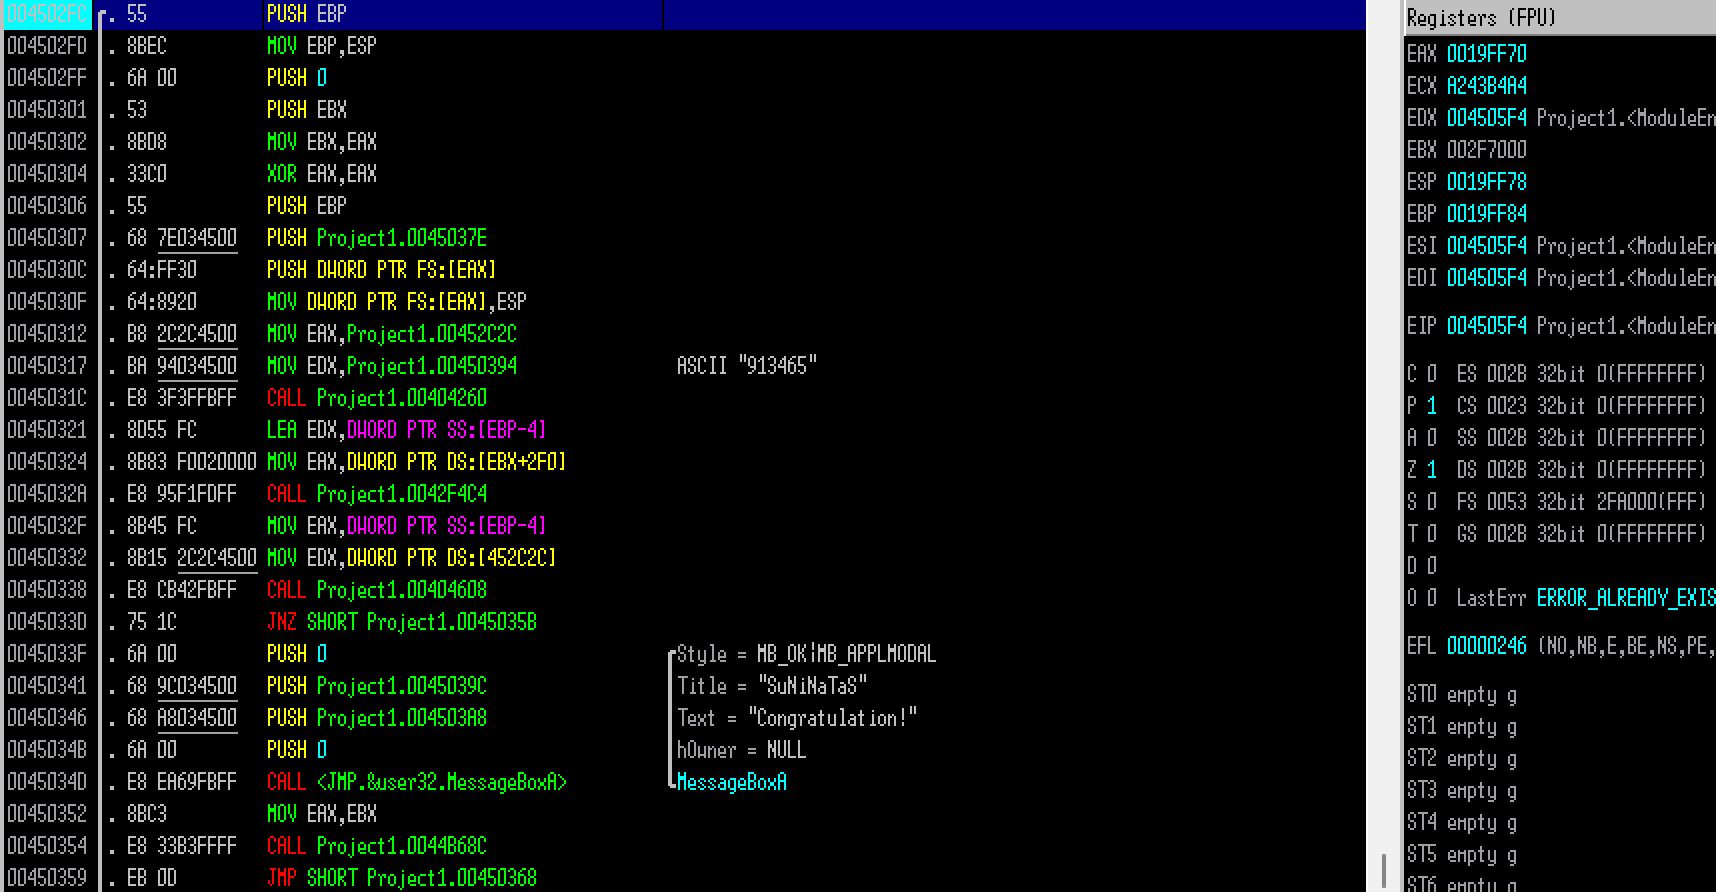 004502FC . 55 PUSH EBP
004502FD . 8BEC MOV EBP,ESP
004502FF . 6A 00 PUSH 0
00450301 . 53 PUSH EBX
00450302 . 8BD8 MOV EBX,EAX
00450304 . 33C0 XOR EAX,EAX
00450306 . 55 PUSH EBP
00450307 . 68 7E034500 PUSH Project1.0045037E
0045030C . 64:FF30 PUSH DWORD PTR FS:[EAX]
0045030F . 64:8920 MOV DWORD PTR FS:[EAX],ESP
00450312 . B8 2C2C4500 MOV EAX,Project1.00452C2C
00450317 . BA 94034500 MOV EDX,Project1.00450394 ASCII "913465"
0045031C . E8 3F3FFBFF CALL Project1.00404260
00450321 . 8D55 FC LEA EDX,DWORD PTR SS:[EBP-4]
00450324 . 8B83 F0020000 MOV EAX,DWORD PTR DS:[EBX+2F0]
0045032A . E8 95F1FDFF CALL Project1.0042F4C4
0045032F . 8B45 FC MOV EAX,DWORD PTR SS:[EBP-4]
00450332 . 8B15 2C2C4500 MOV EDX,DWORD PTR DS:[452C2C]
00450338 . E8 CB42FBFF CALL Project1.00404608
0045033D . 75 1C JNZ SHORT Project1.0045035B
0045033F . 6A 00 PUSH 0 Style = MB_OK|MB_APPLMODAL
00450341 . 68 9C034500 PUSH Project1.0045039C Title = "SuNiNaTaS"
00450346 . 68 A8034500 PUSH Project1.004503A8 Text = "Congratulation!"
0045034B . 6A 00 PUSH 0 hOwner = NULL
0045034D . E8 EA69FBFF CALL <JMP.&user32.MessageBoxA> MessageBoxA
00450352 . 8BC3 MOV EAX,EBX
00450354 . E8 33B3FFFF CALL Project1.0044B68C
00450359 . EB 0D JMP SHORT Project1.00450368
Registers (FPU)
EAX 0019FF70
ECX A243B4A4
EDX 004505F4 Project1.<ModuleEn
EBX 002F7000
ESP 0019FF78
EBP 0019FF84
ESI 004505F4 Project1.<ModuleEn
EDI 004505F4 Project1.<ModuleEn
EIP 004505F4 Project1.<ModuleEn
C 0 ES 002B 32bit 0(FFFFFFFF)
P 1 CS 0023 32bit 0(FFFFFFFF)
A 0 SS 002B 32bit 0(FFFFFFFF)
Z 1 DS 002B 32bit 0(FFFFFFFF)
S 0 FS 0053 32bit 2FA000(FFF)
T 0 GS 002B 32bit 0(FFFFFFFF)
D 0
O 0 LastErr ERROR_ALREADY_EXIS
EFL 00000246 (NO,NB,E,BE,NS,PE,
ST0 empty g
ST1 empty g
ST2 empty g
ST3 empty g
ST4 empty g
ST5 empty g
ST6 empty g